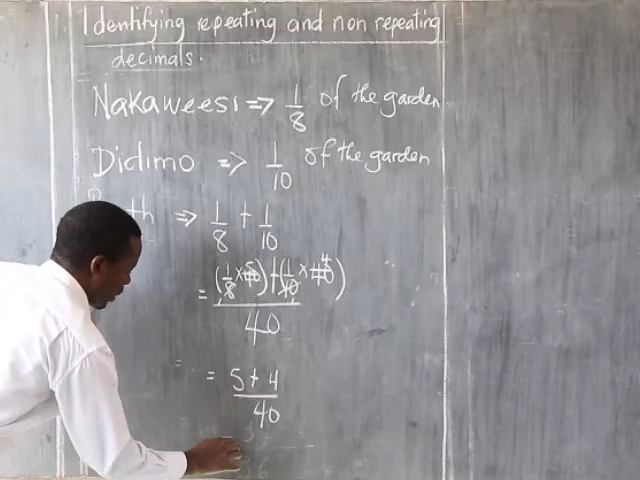 Identifying repeating and non repeating
decimals.
Nakaweesi => 1/8 of the garden
Didimo => 1/10 of the garden
th => 1/8 + 1/10
= (1/8 × 40) + (1/10 × 40)
40
= 5 + 4
40